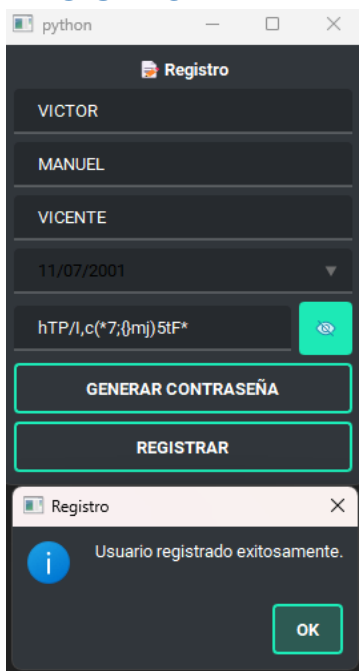 python
Registro
VICTOR
MANUEL
VICENTE
11/07/2001
hTP/I,c(*7;{}mj)5tF*
GENERAR CONTRASEÑA
REGISTRAR
Registro
Usuario registrado exitosamente.
OK